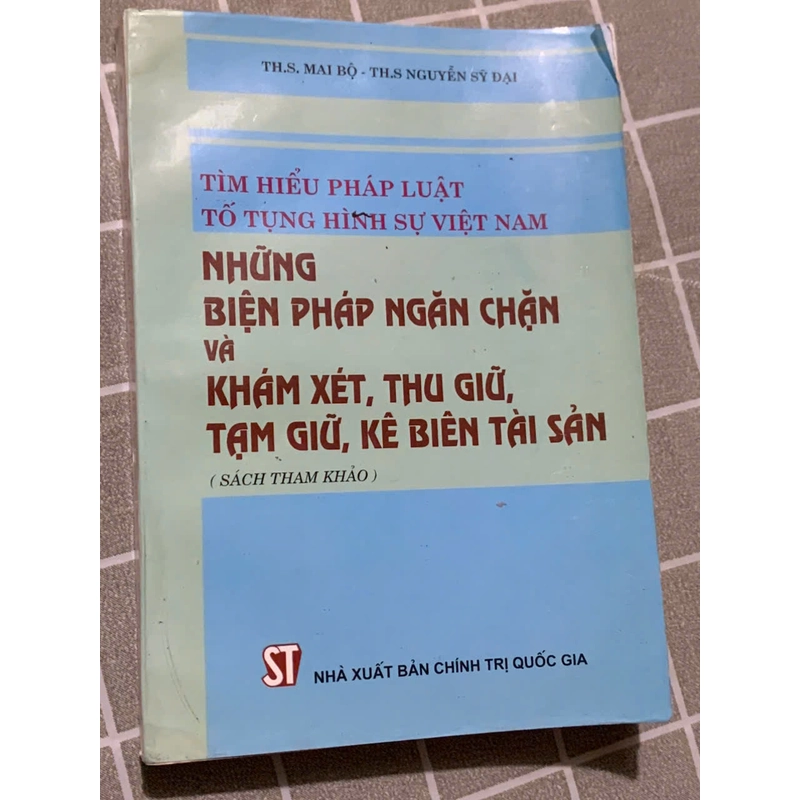 TH.S. MAI BỘ - TH.S NGUYỄN SỸ ĐẠI
TÌM HIỂU PHÁP LUẬT
TỐ TỤNG HÌNH SỰ VIỆT NAM
NHỮNG
BIỆN PHÁP NGĂN CHẶN
VÀ
KHÁM XÉT, THU GIỮ,
TẠM GIỮ, KÊ BIÊN TÀI SẢN
( SÁCH THAM KHẢO )
ST NHÀ XUẤT BẢN CHÍNH TRỊ QUỐC GIA